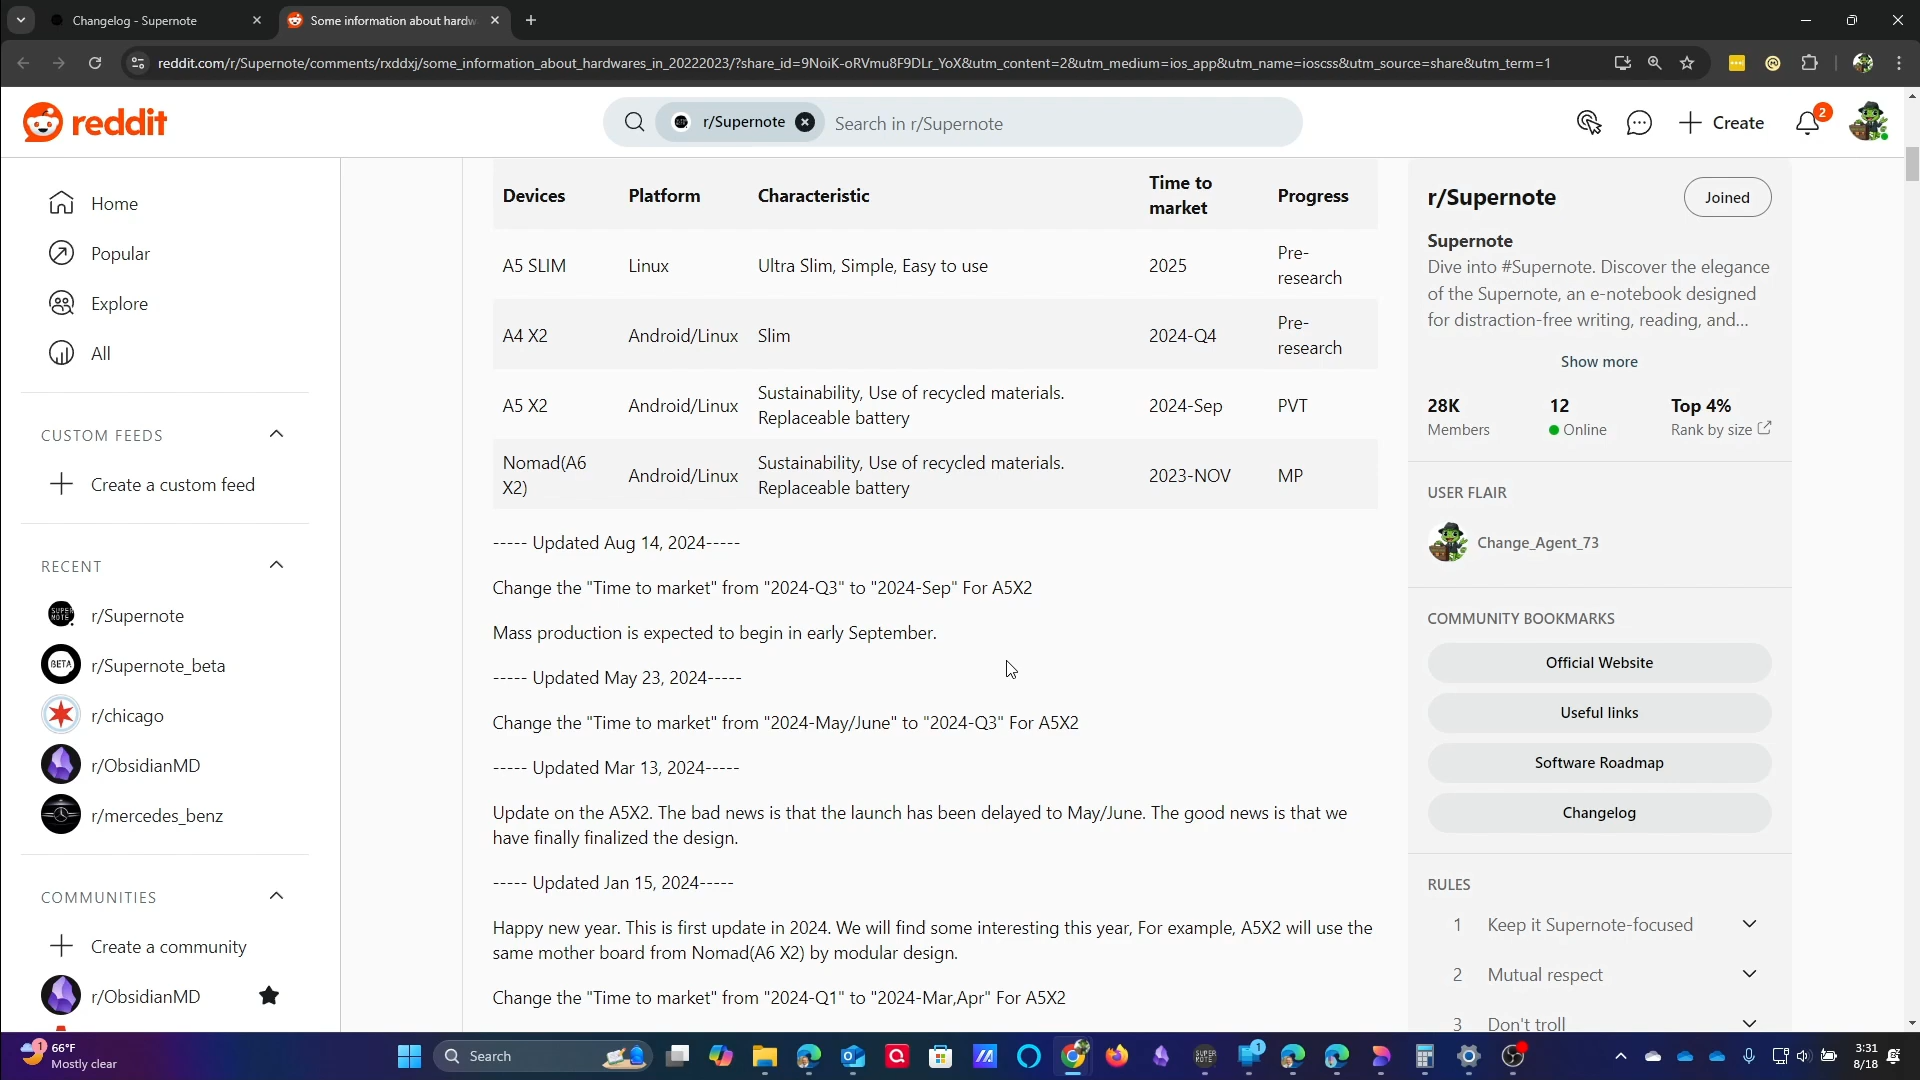 Changelog - Supernote
Some information about hardw
reddit.com/r/Supernote/comments/rxddxj/some_information_about_hardwares_in_20222023/?share_id=9NoiK-oRVmu8F9DLr_YoX&utm_content=2&utm_medium=ios_app&utm_name=ioscss&utm_source=share&utm_term=1
reddit
r/Supernote
Search in r/Supernote
Create
2
Home
Popular
Explore
All
CUSTOM FEEDS
Create a custom feed
RECENT
r/Supernote
BETA
r/Supernote_beta
r/chicago
r/ObsidianMD
r/mercedes_benz
COMMUNITIES
Create a community
r/ObsidianMD
Devices Platform Characteristic Time to market Progress
A5 SLIM Linux Ultra Slim, Simple, Easy to use 2025 Pre-research
A4 X2 Android/Linux Slim 2024-Q4 Pre-research
A5 X2 Android/Linux Sustainability, Use of recycled materials. Replaceable battery 2024-Sep PVT
Nomad(A6 X2) Android/Linux Sustainability, Use of recycled materials. Replaceable battery 2023-NOV MP
----- Updated Aug 14, 2024-----
Change the "Time to market" from "2024-Q3" to "2024-Sep" For A5X2
Mass production is expected to begin in early September.
----- Updated May 23, 2024-----
Change the "Time to market" from "2024-May/June" to "2024-Q3" For A5X2
----- Updated Mar 13, 2024-----
Update on the A5X2. The bad news is that the launch has been delayed to May/June. The good news is that we
have finally finalized the design.
----- Updated Jan 15, 2024-----
Happy new year. This is first update in 2024. We will find some interesting this year, For example, A5X2 will use the
same mother board from Nomad(A6 X2) by modular design.
Change the "Time to market" from "2024-Q1" to "2024-Mar,Apr" For A5X2
r/Supernote
Joined
Supernote
Dive into #Supernote. Discover the elegance
of the Supernote, an e-notebook designed
for distraction-free writing, reading, and...
Show more
28K 12 Top 4%
Members Online Rank by size
USER FLAIR
Change_Agent_73
COMMUNITY BOOKMARKS
Official Website
Useful links
Software Roadmap
Changelog
RULES
1 Keep it Supernote-focused
2 Mutual respect
3 Don't troll
1
66°F
Mostly clear
Search
1
3:31
8/18